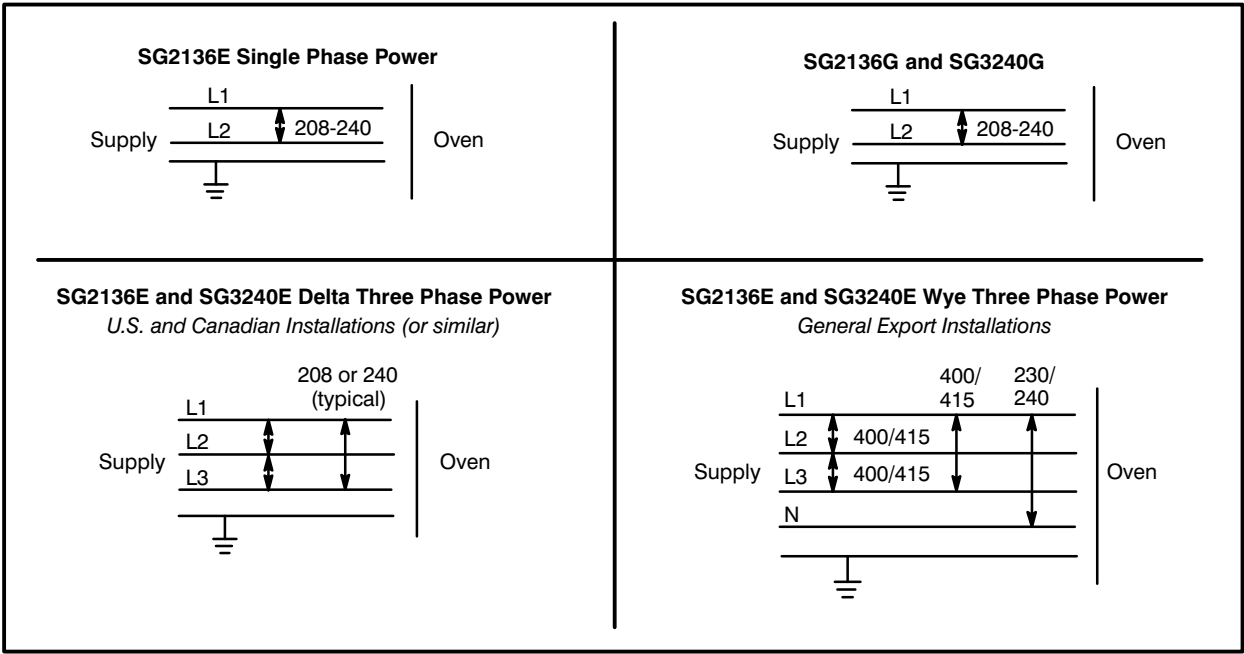 SG2136E Single Phase Power
L1
Supply
L2
208-240
Oven
SG2136G and SG3240G
L1
Supply
L2
208-240
Oven
SG2136E and SG3240E Delta Three Phase Power
U.S. and Canadian Installations (or similar)
208 or 240
(typical)
L1
L2
Supply
L3
Oven
SG2136E and SG3240E Wye Three Phase Power
General Export Installations
400/
415
230/
240
L1
L2
400/415
Supply
L3
400/415
Oven
N